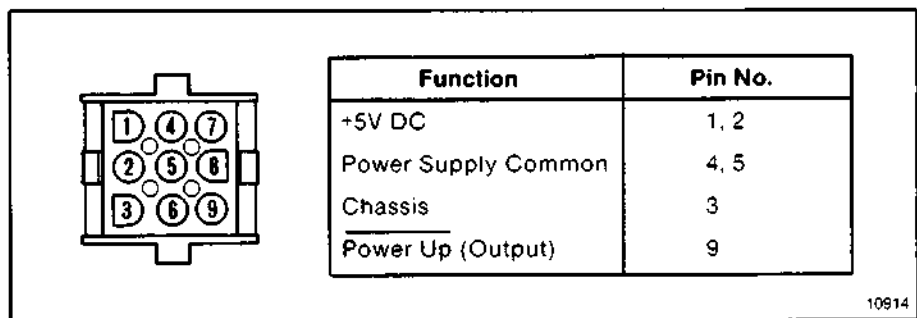 1 4 7
2 5 8
3 6 9
Function Pin No.
+5V DC 1, 2
Power Supply Common 4, 5
Chassis 3
Power Up (Output) 9
10914